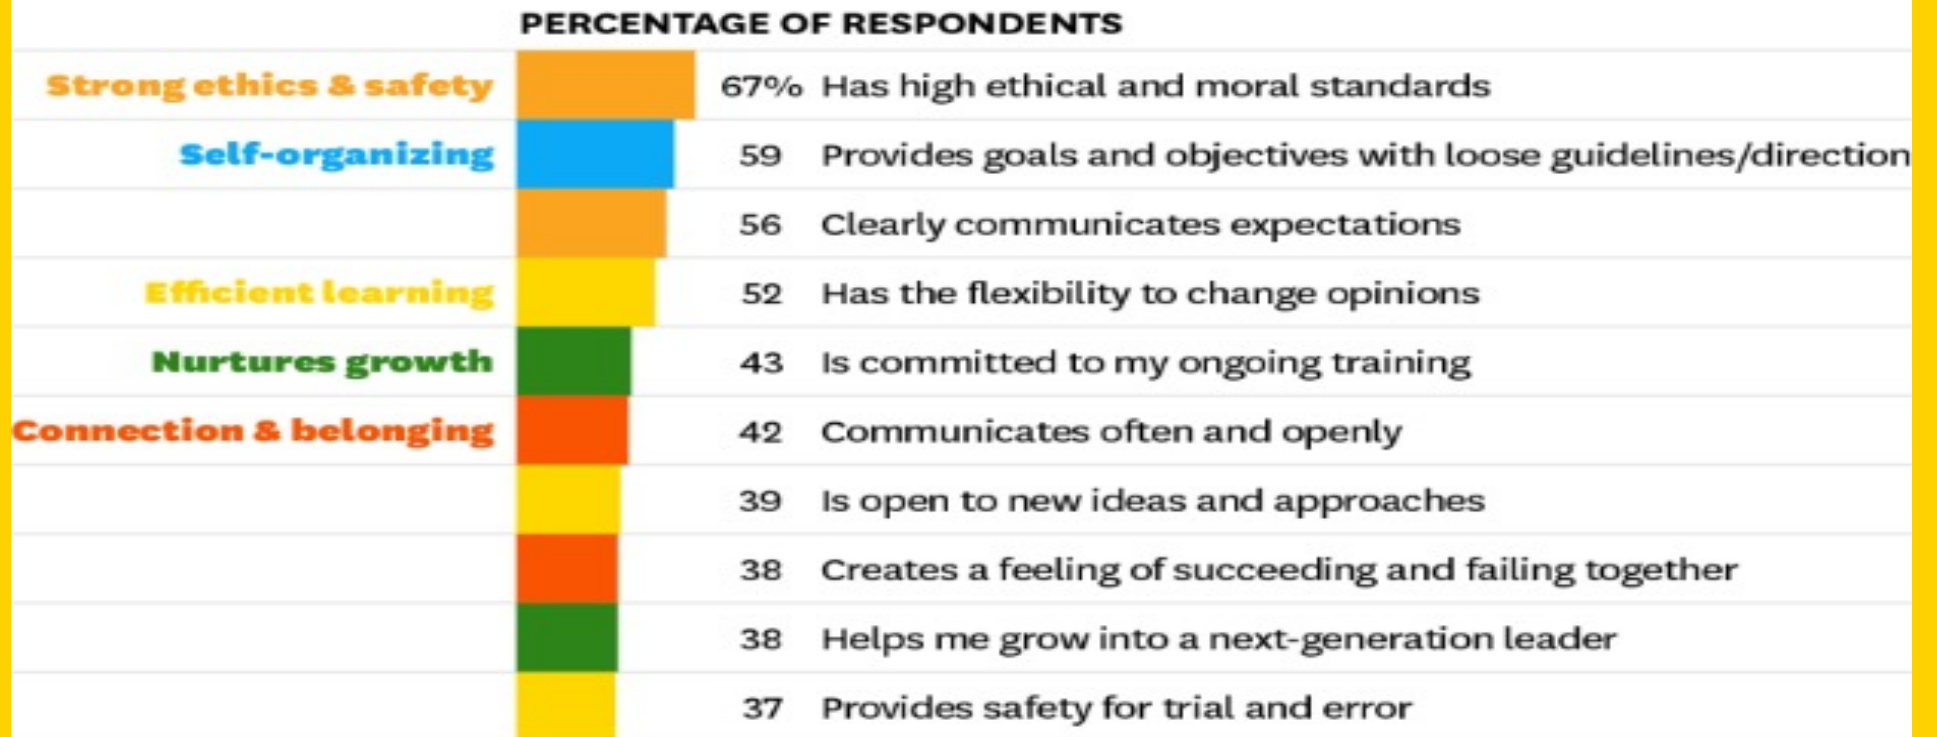 PERCENTAGE OF RESPONDENTS
Strong ethics & safety 67% Has high ethical and moral standards
Self-organizing 59 Provides goals and objectives with loose guidelines/direction
56 Clearly communicates expectations
Efficient learning 52 Has the flexibility to change opinions
Nurtures growth 43 Is committed to my ongoing training
Connection & belonging 42 Communicates often and openly
39 Is open to new ideas and approaches
38 Creates a feeling of succeeding and failing together
38 Helps me grow into a next-generation leader
37 Provides safety for trial and error